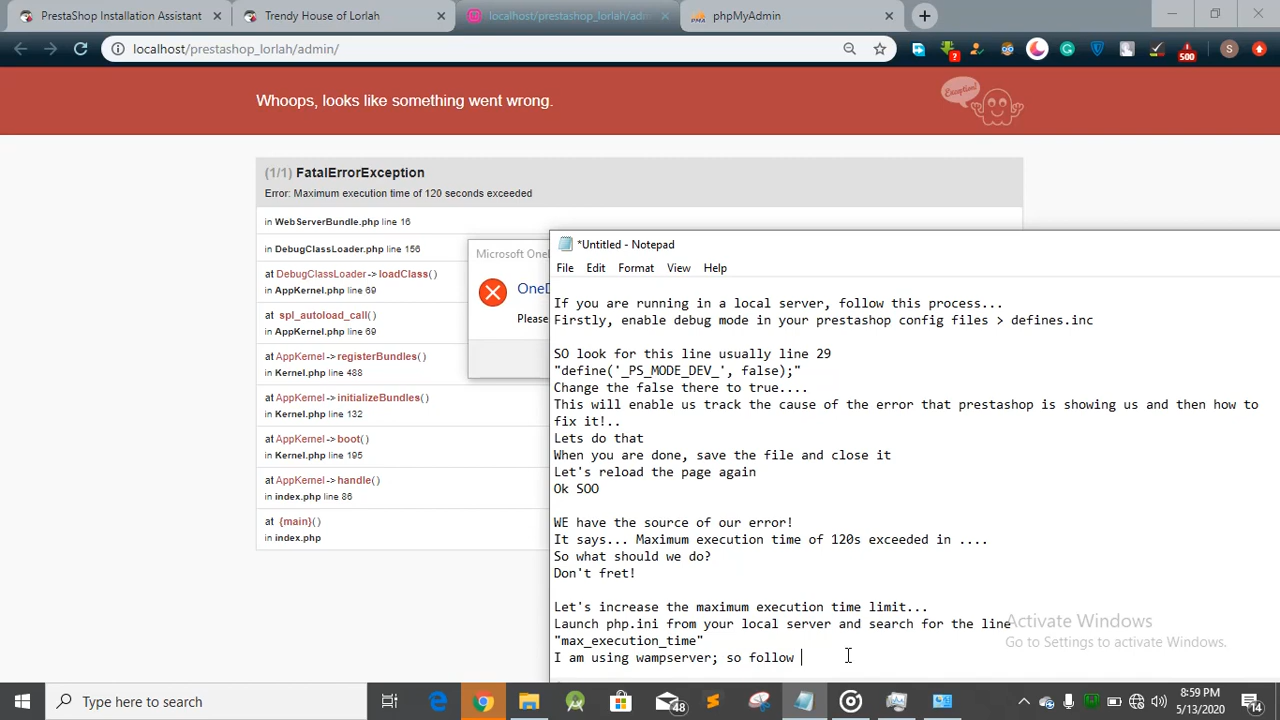 PrestaShop Installation Assistant
Trendy House of Lorlah
localhost/prestashop_lorlah/adm
phpMyAdmin
localhost/prestashop_lorlah/admin/
500
S
Whoops, looks like something went wrong.
Exception!
(1/1) FatalErrorException
Error: Maximum execution time of 120 seconds exceeded
in WebServerBundle.php line 16
in DebugClassLoader.php line 156
at DebugClassLoader->loadClass()
in AppKernel.php line 69
at spl_autoload_call()
in AppKernel.php line 69
at AppKernel->registerBundles()
in Kernel.php line 488
at AppKernel->initializeBundles()
in Kernel.php line 132
at AppKernel->boot()
in Kernel.php line 195
at AppKernel->handle()
in index.php line 86
at {main}()
in index.php
Microsoft One
OneD
Please
*Untitled - Notepad
File Edit Format View Help
If you are running in a local server, follow this process...
Firstly, enable debug mode in your prestashop config files > defines.inc
SO look for this line usually line 29
"define('_PS_MODE_DEV_', false);"
Change the false there to true....
This will enable us track the cause of the error that prestashop is showing us and then how to
fix it!..
Lets do that
When you are done, save the file and close it
Let's reload the page again
Ok SOO
WE have the source of our error!
It says... Maximum execution time of 120s exceeded in ....
So what should we do?
Don't fret!
Let's increase the maximum execution time limit...
Launch php.ini from your local server and search for the line
"max_execution_time"
I am using wampserver; so follow
Activate Windows
Go to Settings to activate Windows.
Type here to search
48
8:59 PM
5/13/2020
14